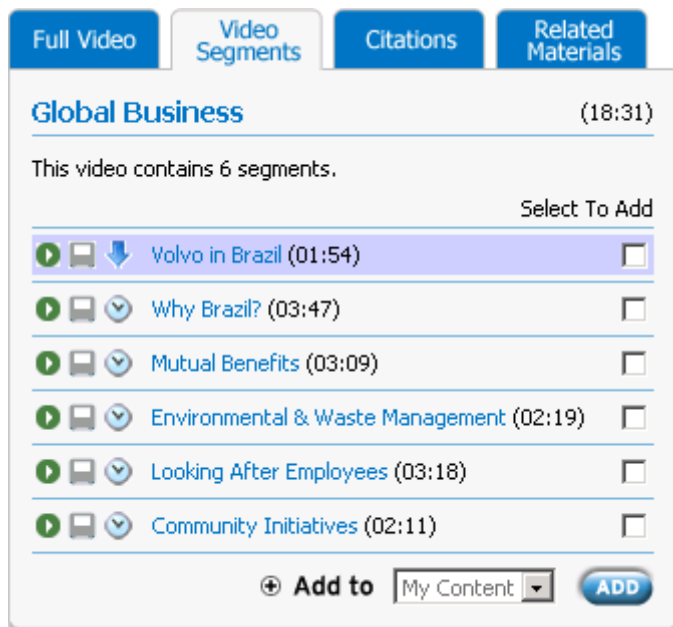 Full Video
Video
Segments
Citations
Related
Materials
Global Business (18:31)
This video contains 6 segments.
Select To Add
Volvo in Brazil (01:54)
Why Brazil? (03:47)
Mutual Benefits (03:09)
Environmental & Waste Management (02:19)
Looking After Employees (03:18)
Community Initiatives (02:11)
Add to My Content ADD